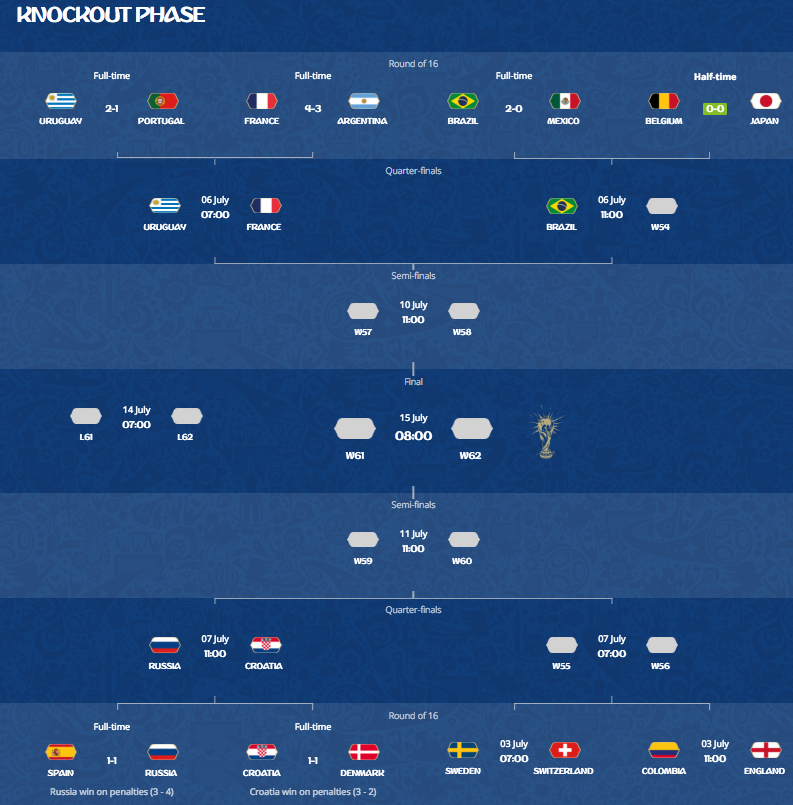 KNOCKOUT PHASE
Round of 16
Full-time Full-time Full-time Half-time
URUGUAY 2-1 PORTUGAL FRANCE 4-3 ARGENTINA BRAZIL 2-0 MEXICO BELGIUM 0-0 JAPAN
Quarter-finals
06 July 06 July
07:00 11:00
URUGUAY FRANCE BRAZIL W54
Semi-finals
10 July
11:00
W57 W58
Final
14 July 15 July
07:00 08:00
L61 L62 W61 W62
Semi-finals
11 July
11:00
W59 W60
Quarter-finals
07 July 07 July
11:00 07:00
RUSSIA CROATIA W55 W56
Round of 16
Full-time Full-time
03 July 03 July
1-1 1-1 07:00 11:00
SPAIN RUSSIA CROATIA DENMARK SWEDEN SWITZERLAND COLOMBIA ENGLAND
Russia win on penalties (3 - 4) Croatia win on penalties (3 - 2)